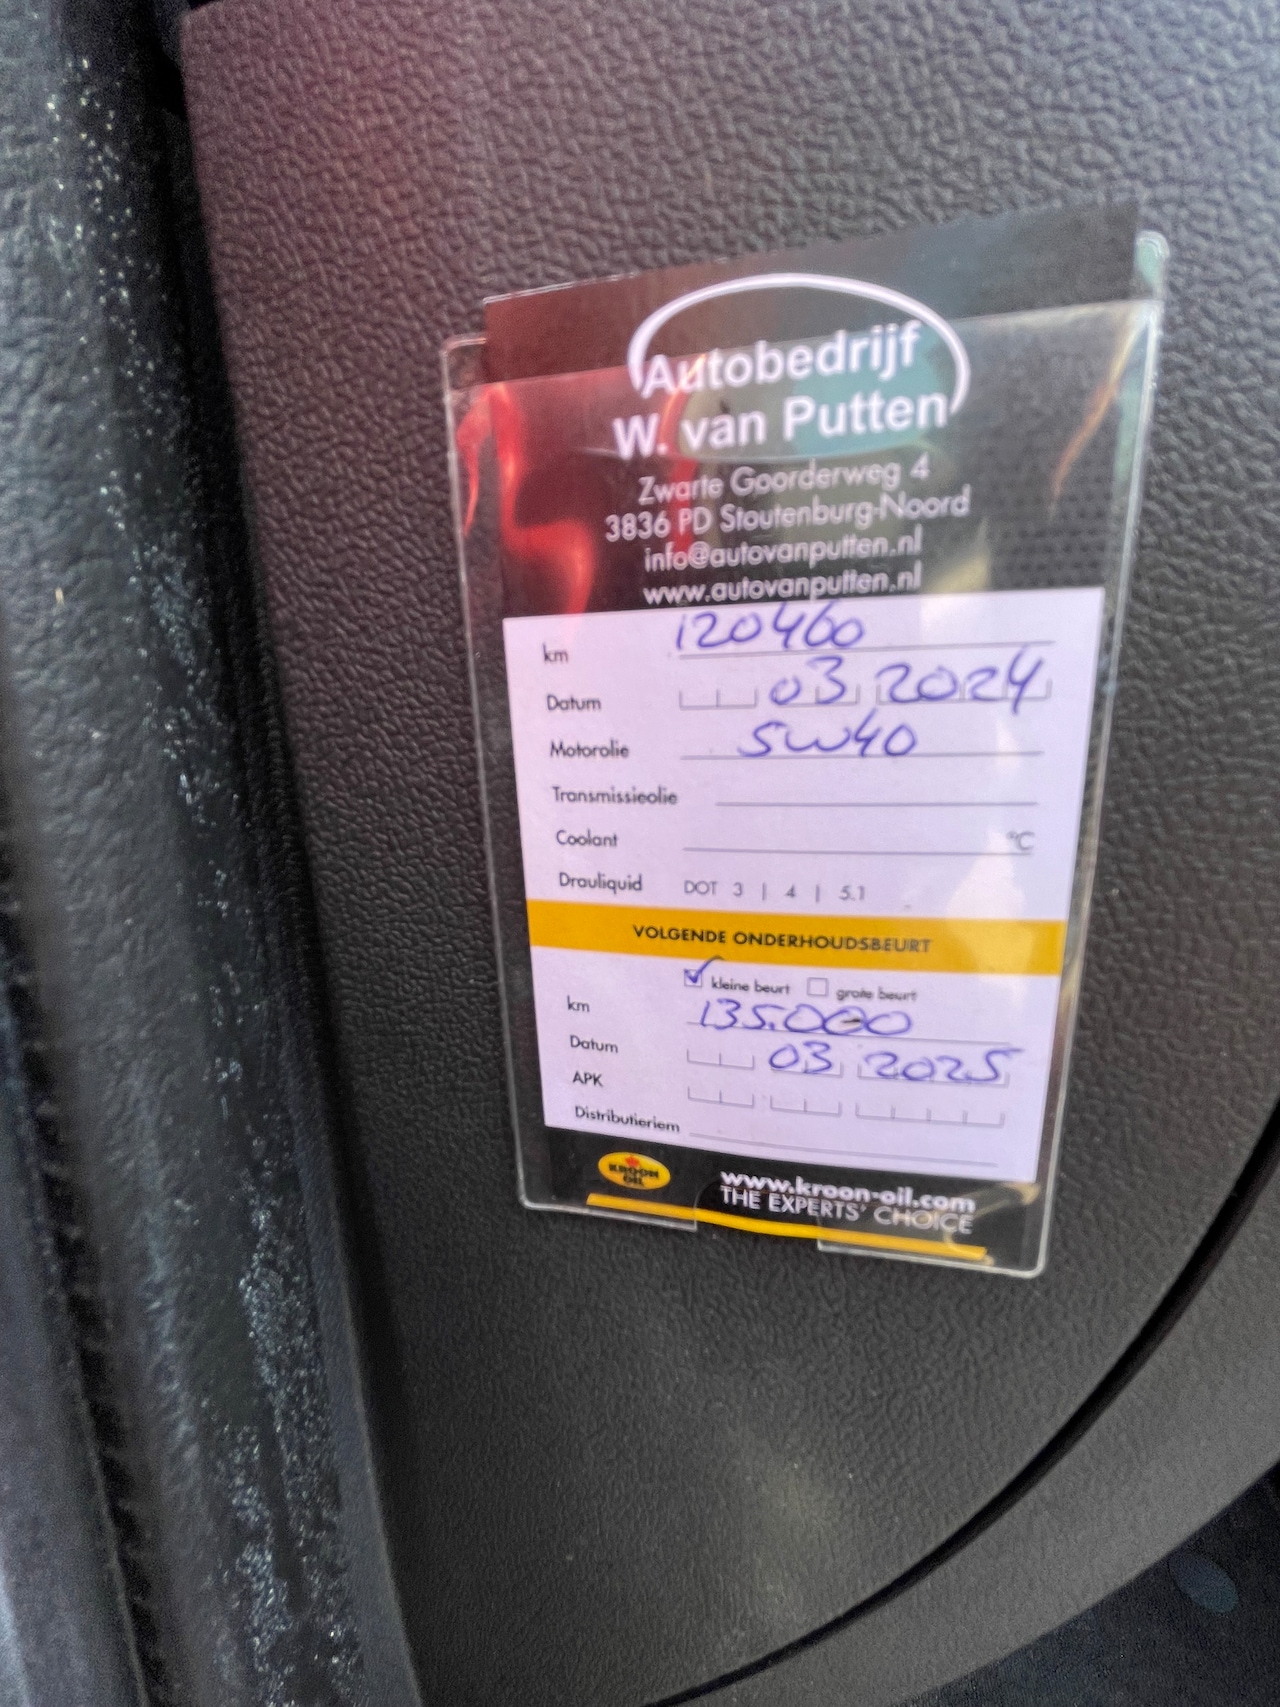 Autobedrijf
W. van Putten
Zwarte Goorderweg 4
3836 PD Stoutenburg-Noord
info@autovanputten.nl
www.autovanputten.nl
km 120460
Datum 03 2024
Motorolie 5W40
Transmissieolie
Coolant °C
Drauliquid DOT 3 | 4 | 5.1
VOLGENDE ONDERHOUDSBEURT
kleine beurt grote beurt
km 135.000
Datum 03 2025
APK
Distributieriem
KROON OIL www.kroon-oil.com
THE EXPERTS' CHOICE